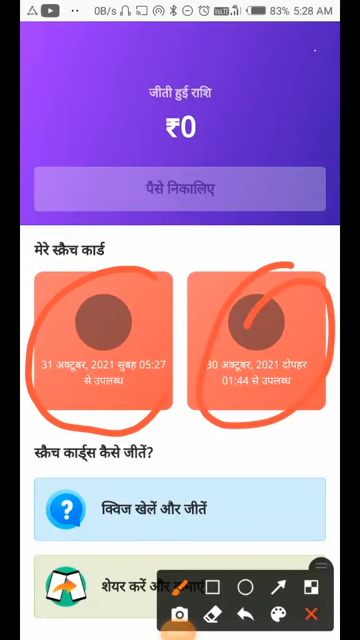 0B/s 83% 5:28 AM
जीती हुई राशि
₹0
पैसे निकालिए
मेरे स्क्रैच कार्ड
31 अक्टूबर, 2021 सुबह 05:27
से उपलब्ध
30 अक्टूबर, 2021 दोपहर
01:44 से उपलब्ध
स्क्रैच कार्ड्स कैसे जीतें?
क्विज खेलें और जीतें
शेयर करें और कमाएं